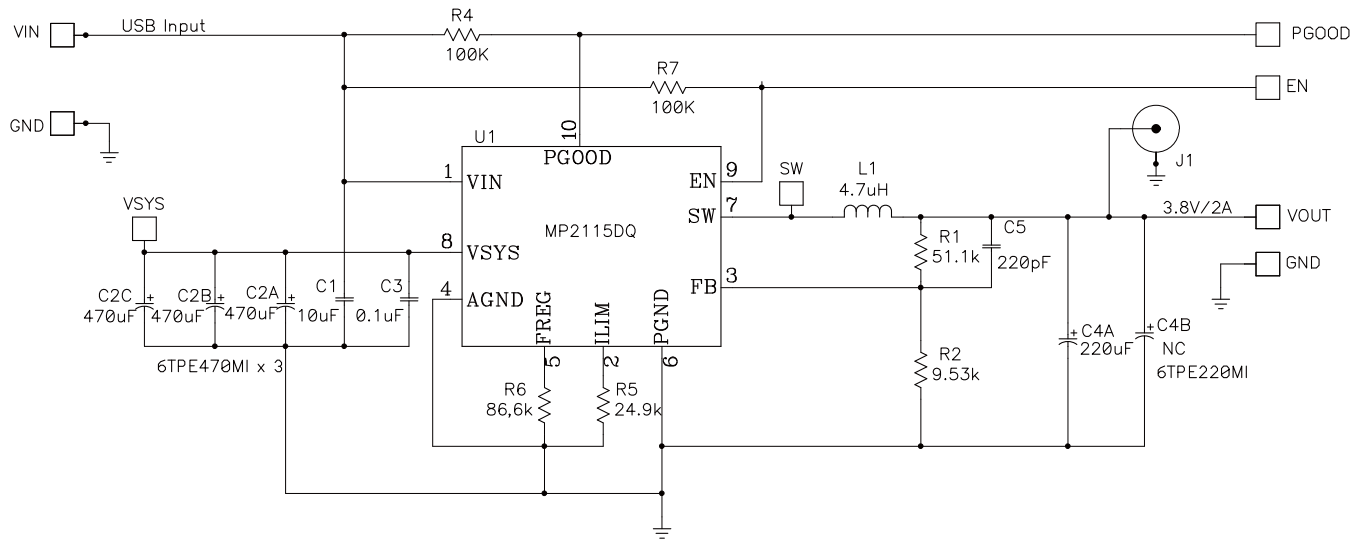 R4
VIN
USB Input
PGOOD
100K
R7
EN
100K
GND
U1
10
PGOOD
J1
1
VIN
EN
9
SW
L1
4.7uH
VSYS
SW
7
3.8V/2A
VOUT
MP2115DQ
8
VSYS
R1
51.1k
C5
220pF
GND
FB
3
C2C
470uF
C2B
470uF
C2A
470uF
C1
10uF
C3
0.1uF
4
AGND
FREG
ILIM
PGND
5
2
6
6TPE470MI x 3
R2
9.53k
C4A
220uF
C4B
NC
6TPE220MI
R6
86,6k
R5
24.9k
+
+
+
+
+